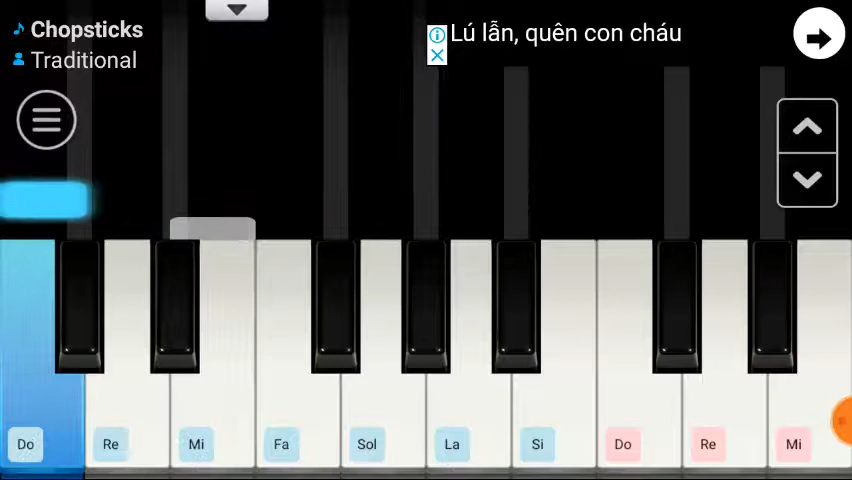 Chopsticks
Traditional
Lú lẫn, quên con cháu
Do Re Mi Fa Sol La Si Do Re Mi